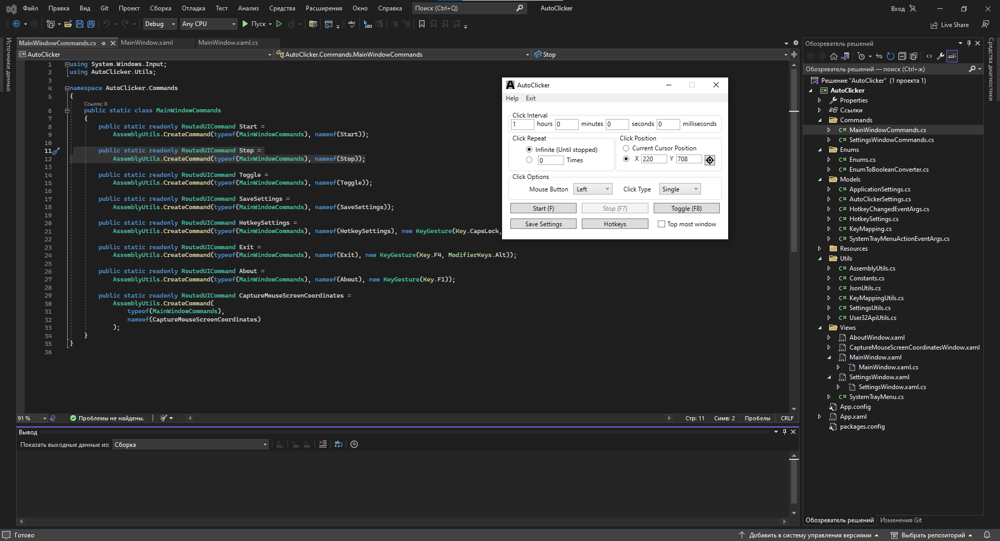 Файл Правка Вид Git Проект Сборка Отладка Тест Анализ Средства Расширения Окно Справка Поиск (Ctrl+Q) AutoClicker Вход
Debug Any CPU Пуск Live Share
Источники данных
MainWindowCommands.cs MainWindow.xaml MainWindow.xaml.cs
AutoClicker AutoClicker.Commands.MainWindowCommands Stop
1 using System.Windows.Input;
2 using AutoClicker.Utils;
3
4 namespace AutoClicker.Commands
5 {
Ссылок: 8
6 public static class MainWindowCommands
7 {
8 public static readonly RoutedUICommand Start =
9 AssemblyUtils.CreateCommand(typeof(MainWindowCommands), nameof(Start));
10
11 public static readonly RoutedUICommand Stop =
12 AssemblyUtils.CreateCommand(typeof(MainWindowCommands), nameof(Stop));
13
14 public static readonly RoutedUICommand Toggle =
15 AssemblyUtils.CreateCommand(typeof(MainWindowCommands), nameof(Toggle));
16
17 public static readonly RoutedUICommand SaveSettings =
18 AssemblyUtils.CreateCommand(typeof(MainWindowCommands), nameof(SaveSettings));
19
20 public static readonly RoutedUICommand HotkeySettings =
21 AssemblyUtils.CreateCommand(typeof(MainWindowCommands), nameof(HotkeySettings), new KeyGesture(Key.CapsLock,
22
23 public static readonly RoutedUICommand Exit =
24 AssemblyUtils.CreateCommand(typeof(MainWindowCommands), nameof(Exit), new KeyGesture(Key.F4, ModifierKeys.Alt));
25
26 public static readonly RoutedUICommand About =
27 AssemblyUtils.CreateCommand(typeof(MainWindowCommands), nameof(About), new KeyGesture(Key.F1));
28
29 public static readonly RoutedUICommand CaptureMouseScreenCoordinates =
30 AssemblyUtils.CreateCommand(
31 typeof(MainWindowCommands),
32 nameof(CaptureMouseScreenCoordinates)
33 );
34 }
35 }
36
AutoClicker
Help Exit
Click Interval
1 hours 0 minutes 0 seconds 0 milliseconds
Click Repeat
Infinite (Until stopped)
0 Times
Click Position
Current Cursor Position
X 220 Y 708
Click Options
Mouse Button Left Click Type Single
Start (F) Stop (F7) Toggle (F8)
Save Settings Hotkeys Top most window
91 % Проблемы не найдены. Стр: 11 Симв: 2 Пробелы CRLF
Вывод
Показать выходные данные из: Сборка
Обозреватель решений
Обозреватель решений — поиск (Ctrl+ж)
Решение "AutoClicker" (1 проекта 1)
C# AutoClicker
Properties
Ссылки
Commands
C# MainWindowCommands.cs
C# SettingsWindowCommands.cs
Enums
C# Enums.cs
C# EnumToBooleanConverter.cs
Models
C# ApplicationSettings.cs
C# AutoClickerSettings.cs
C# HotkeyChangedEventArgs.cs
C# HotkeySettings.cs
C# KeyMapping.cs
C# SystemTrayMenuActionEventArgs.cs
Resources
Utils
C# AssemblyUtils.cs
C# Constants.cs
C# JsonUtils.cs
C# KeyMappingUtils.cs
C# SettingsUtils.cs
C# User32ApiUtils.cs
Views
AboutWindow.xaml
CaptureMouseScreenCoordinatesWindow.xaml
MainWindow.xaml
MainWindow.xaml.cs
SettingsWindow.xaml
SettingsWindow.xaml.cs
C# SystemTrayMenu.cs
App.config
App.xaml
packages.config
Обозреватель решений Изменения Git
Средства диагностики
Готово Добавить в систему управления версиями Выбрать репозиторий